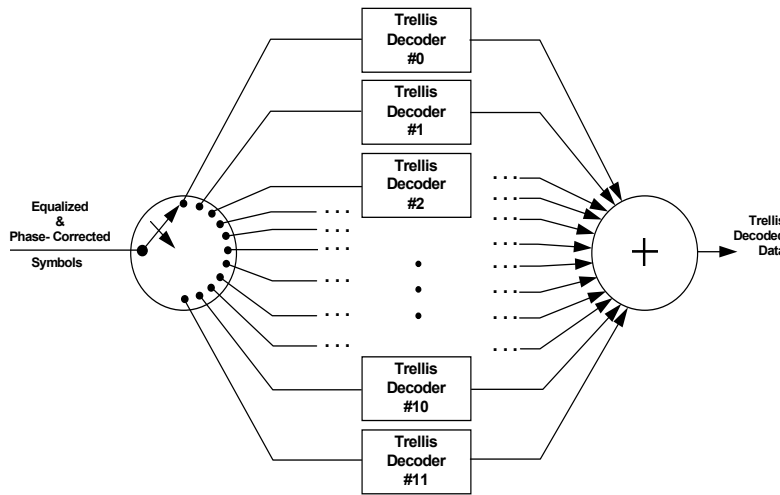 Trellis
Decoder
#0
Trellis
Decoder
#1
Trellis
Decoder
#2
Equalized
&
Phase- Corrected
Symbols
+
Trellis
Decoded
Data
Trellis
Decoder
#10
Trellis
Decoder
#11